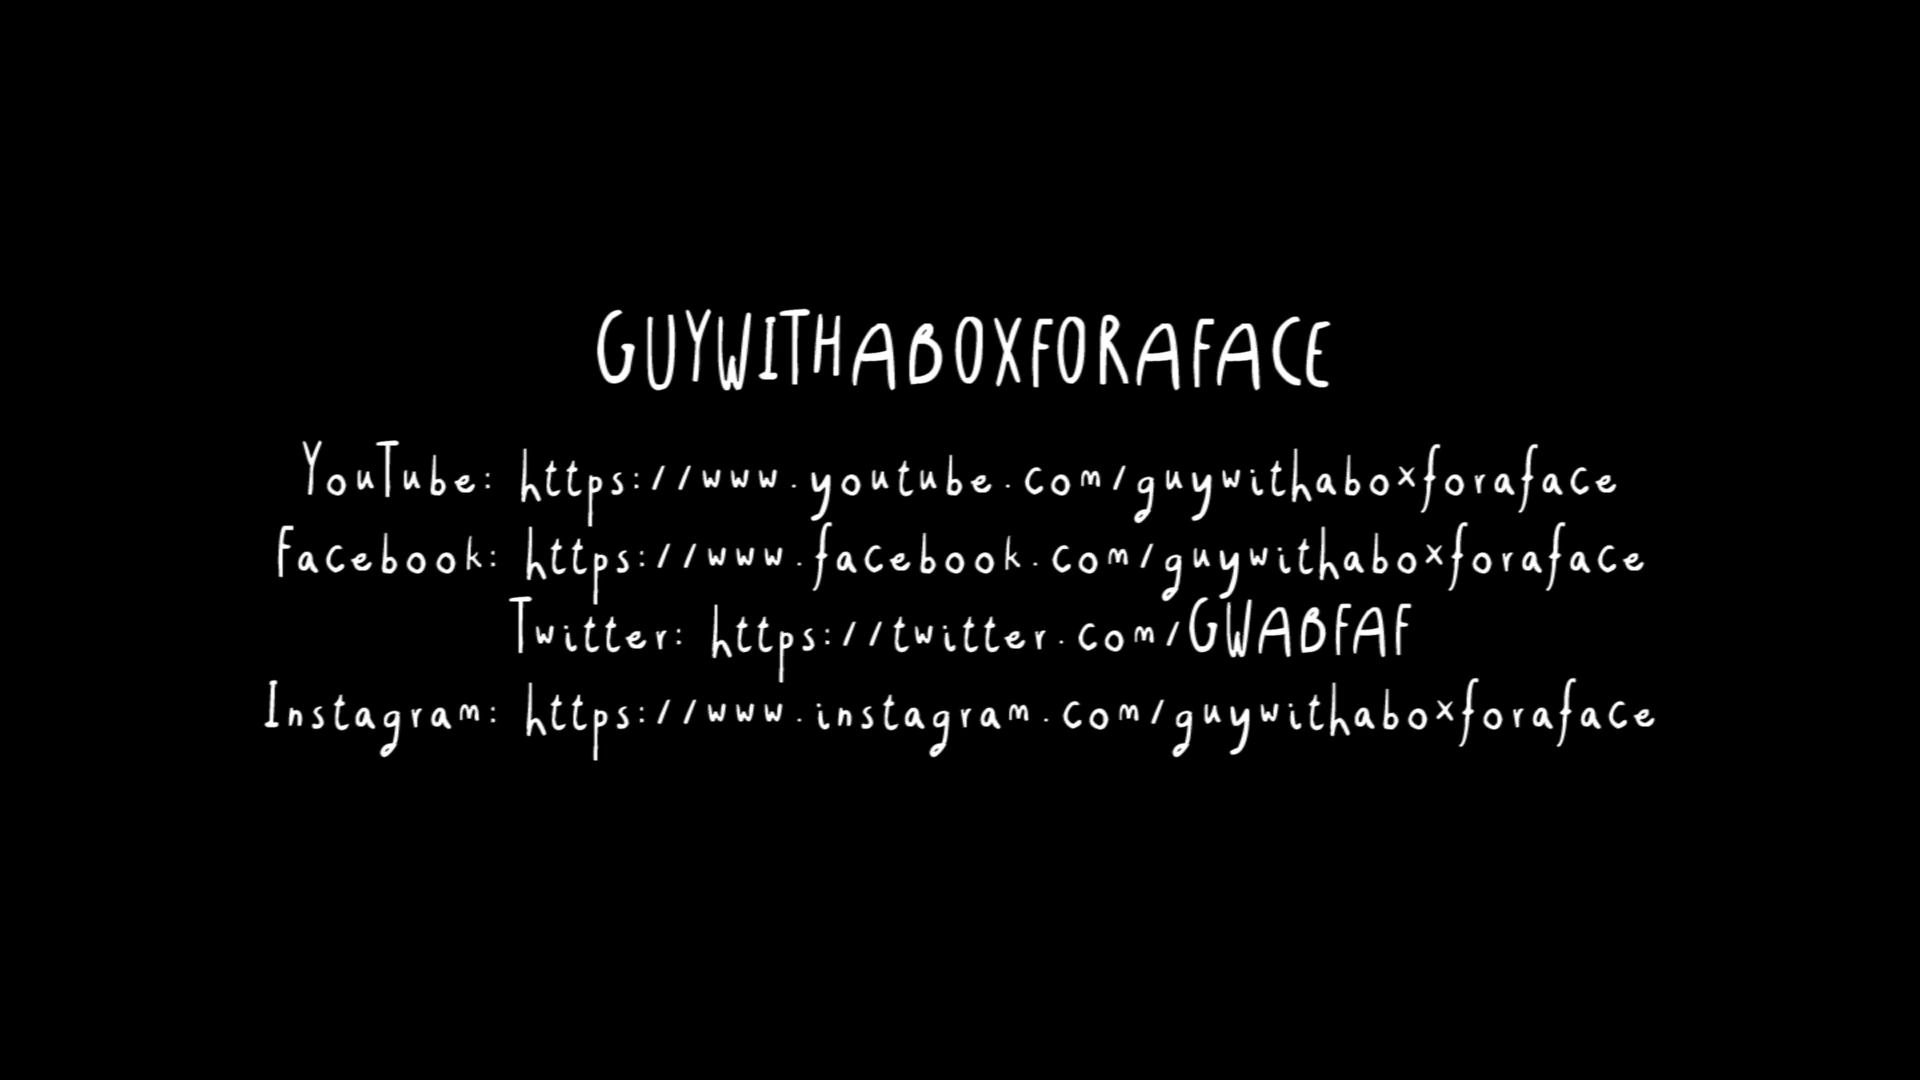 GUYWITHABOXFORAFACE
YouTube: https://www.youtube.com/guywithaboxforaface
Facebook: https://www.facebook.com/guywithaboxforaface
Twitter: https://twitter.com/GWABFAF
Instagram: https://www.instagram.com/guywithaboxforaface